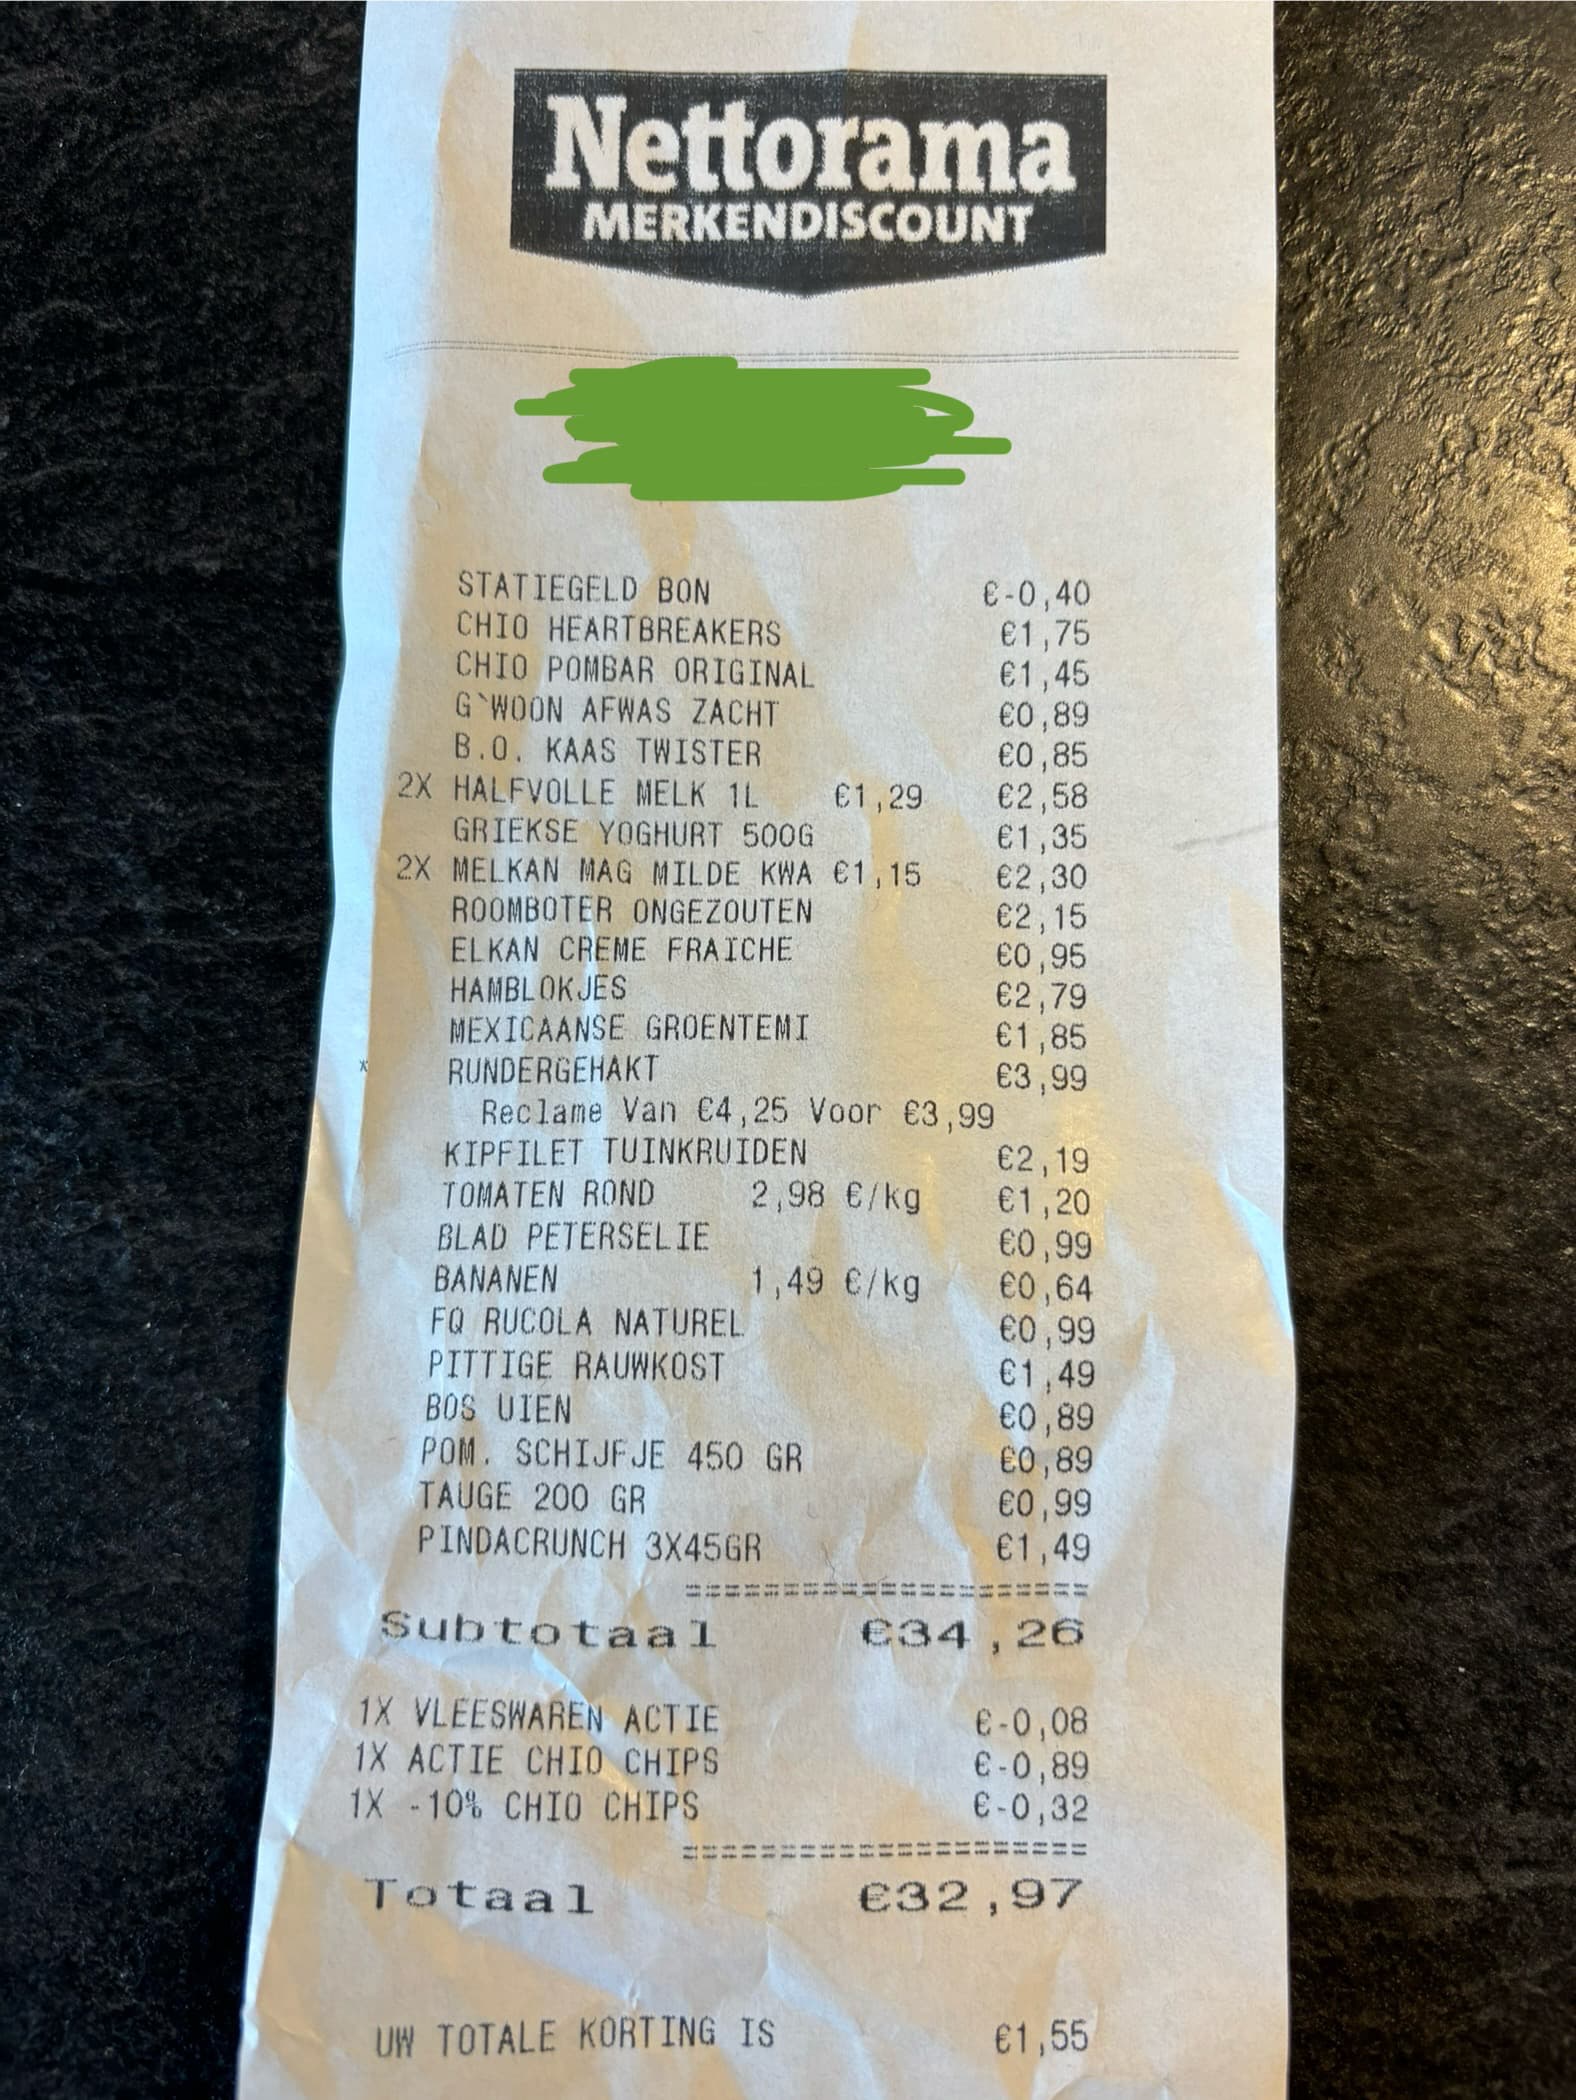 Nettorama
MERKENDISCOUNT
STATIEGELD BON €-0,40
CHIO HEARTBREAKERS €1,75
CHIO POMBAR ORIGINAL €1,45
G`WOON AFWAS ZACHT €0,89
B.O. KAAS TWISTER €0,85
2X HALFVOLLE MELK 1L €1,29 €2,58
GRIEKSE YOGHURT 500G €1,35
2X MELKAN MAG MILDE KWA €1,15 €2,30
ROOMBOTER ONGEZOUTEN €2,15
ELKAN CREME FRAICHE €0,95
HAMBLOKJES €2,79
MEXICAANSE GROENTEMI €1,85
* RUNDERGEHAKT €3,99
Reclame Van €4,25 Voor €3,99
KIPFILET TUINKRUIDEN €2,19
TOMATEN ROND 2,98 €/kg €1,20
BLAD PETERSELIE €0,99
BANANEN 1,49 €/kg €0,64
FQ RUCOLA NATUREL €0,99
PITTIGE RAUWKOST €1,49
BOS UIEN €0,89
POM. SCHIJFJE 450 GR €0,89
TAUGE 200 GR €0,99
PINDACRUNCH 3X45GR €1,49
====================
Subtotaal €34,26
1X VLEESWAREN ACTIE €-0,08
1X ACTIE CHIO CHIPS €-0,89
1X -10% CHIO CHIPS €-0,32
====================
Totaal €32,97
UW TOTALE KORTING IS €1,55